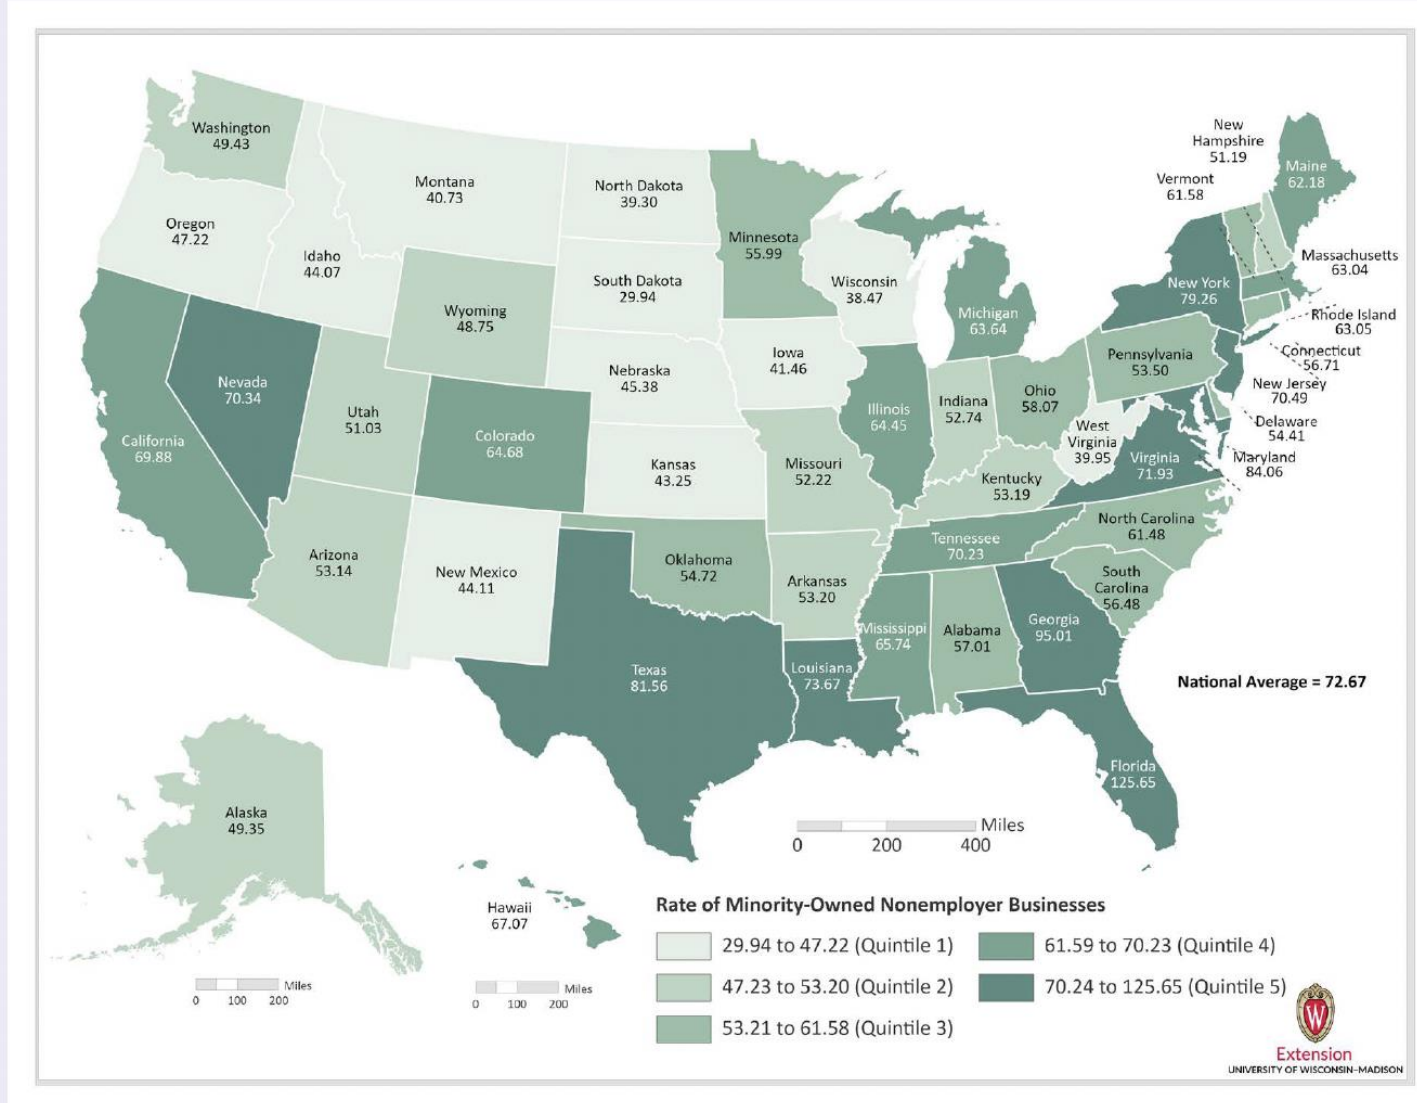 New
Hampshire
51.19
Washington
49.43
Maine
62.18
Vermont
61.58
Montana
40.73
North Dakota
39.30
Oregon
47.22
Minnesota
55.99
Idaho
44.07
Massachusetts
63.04
South Dakota
29.94
Wisconsin
38.47
New York
79.26
Wyoming
48.75
Michigan
63.64
Rhode Island
63.05
Iowa
41.46
Pennsylvania
53.50
Connecticut
56.71
Nevada
70.34
Nebraska
45.38
New Jersey
70.49
Utah
51.03
Illinois
64.45
Indiana
52.74
Ohio
58.07
Delaware
54.41
California
69.88
Colorado
64.68
West
Virginia
39.95
Kansas
43.25
Missouri
52.22
Virginia
71.93
Maryland
84.06
Kentucky
53.19
North Carolina
61.48
Arizona
53.14
Tennessee
70.23
New Mexico
44.11
Oklahoma
54.72
Arkansas
53.20
South
Carolina
56.48
Mississippi
65.74
Alabama
57.01
Georgia
95.01
Texas
81.56
Louisiana
73.67
National Average = 72.67
Florida
125.65
Alaska
49.35
Miles
0 200 400
Hawaii
67.07
Rate of Minority-Owned Nonemployer Businesses
29.94 to 47.22 (Quintile 1)
47.23 to 53.20 (Quintile 2)
53.21 to 61.58 (Quintile 3)
61.59 to 70.23 (Quintile 4)
70.24 to 125.65 (Quintile 5)
Miles
0 100 200
Miles
0 100 200
W
Extension
UNIVERSITY OF WISCONSIN–MADISON